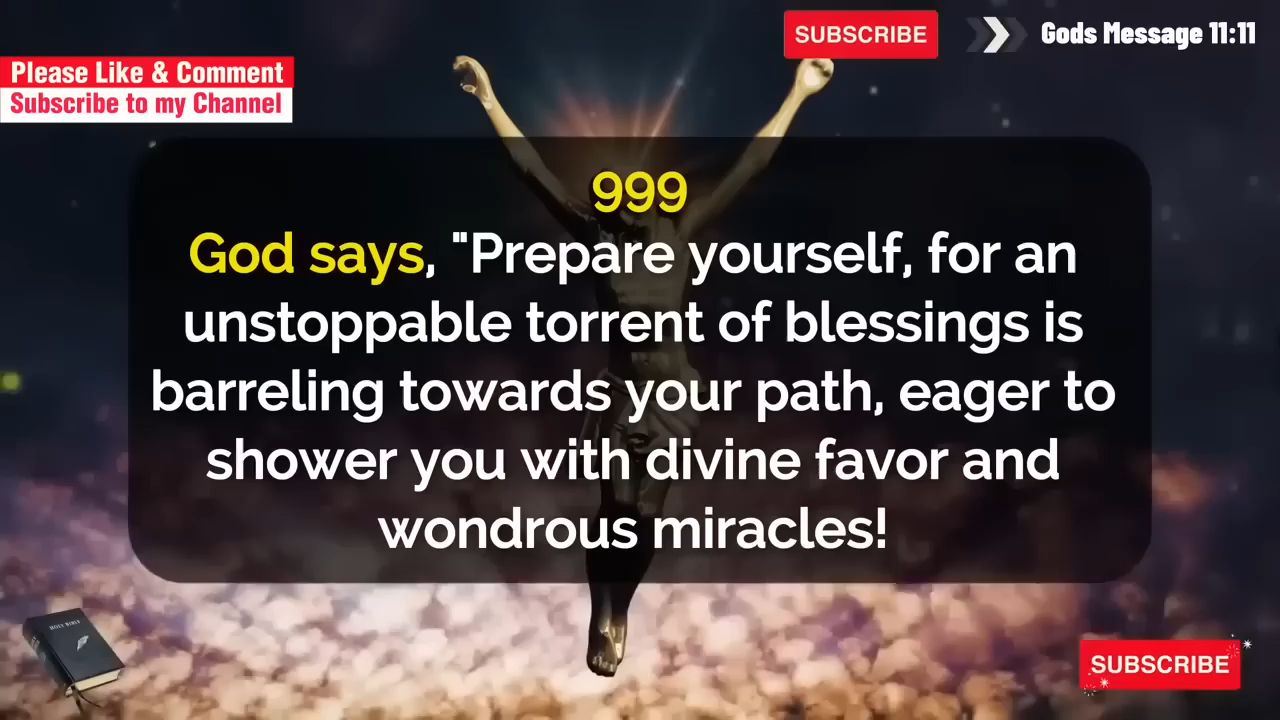 SUBSCRIBE
Gods Message 11:11
Please Like & Comment
Subscribe to my Channel
999
God says, "Prepare yourself, for an
unstoppable torrent of blessings is
barreling towards your path, eager to
shower you with divine favor and
wondrous miracles!
HOLY BIBLE
SUBSCRIBE